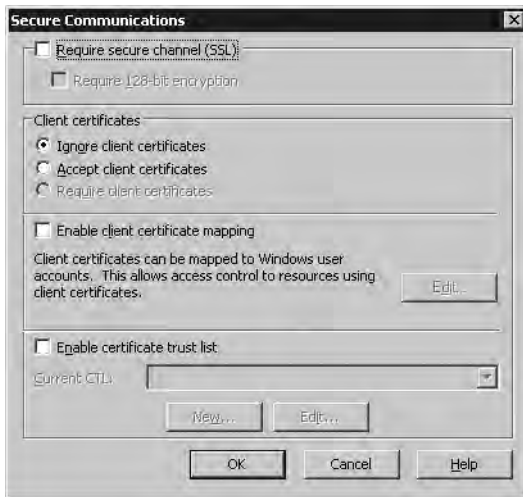 Secure Communications
Require secure channel (SSL)
Require 128-bit encryption
Client certificates
Ignore client certificates
Accept client certificates
Require client certificates
Enable client certificate mapping
Client certificates can be mapped to Windows user
accounts. This allows access control to resources using
client certificates.
Edit...
Enable certificate trust list
Current CTL:
New... Edit...
OK Cancel Help